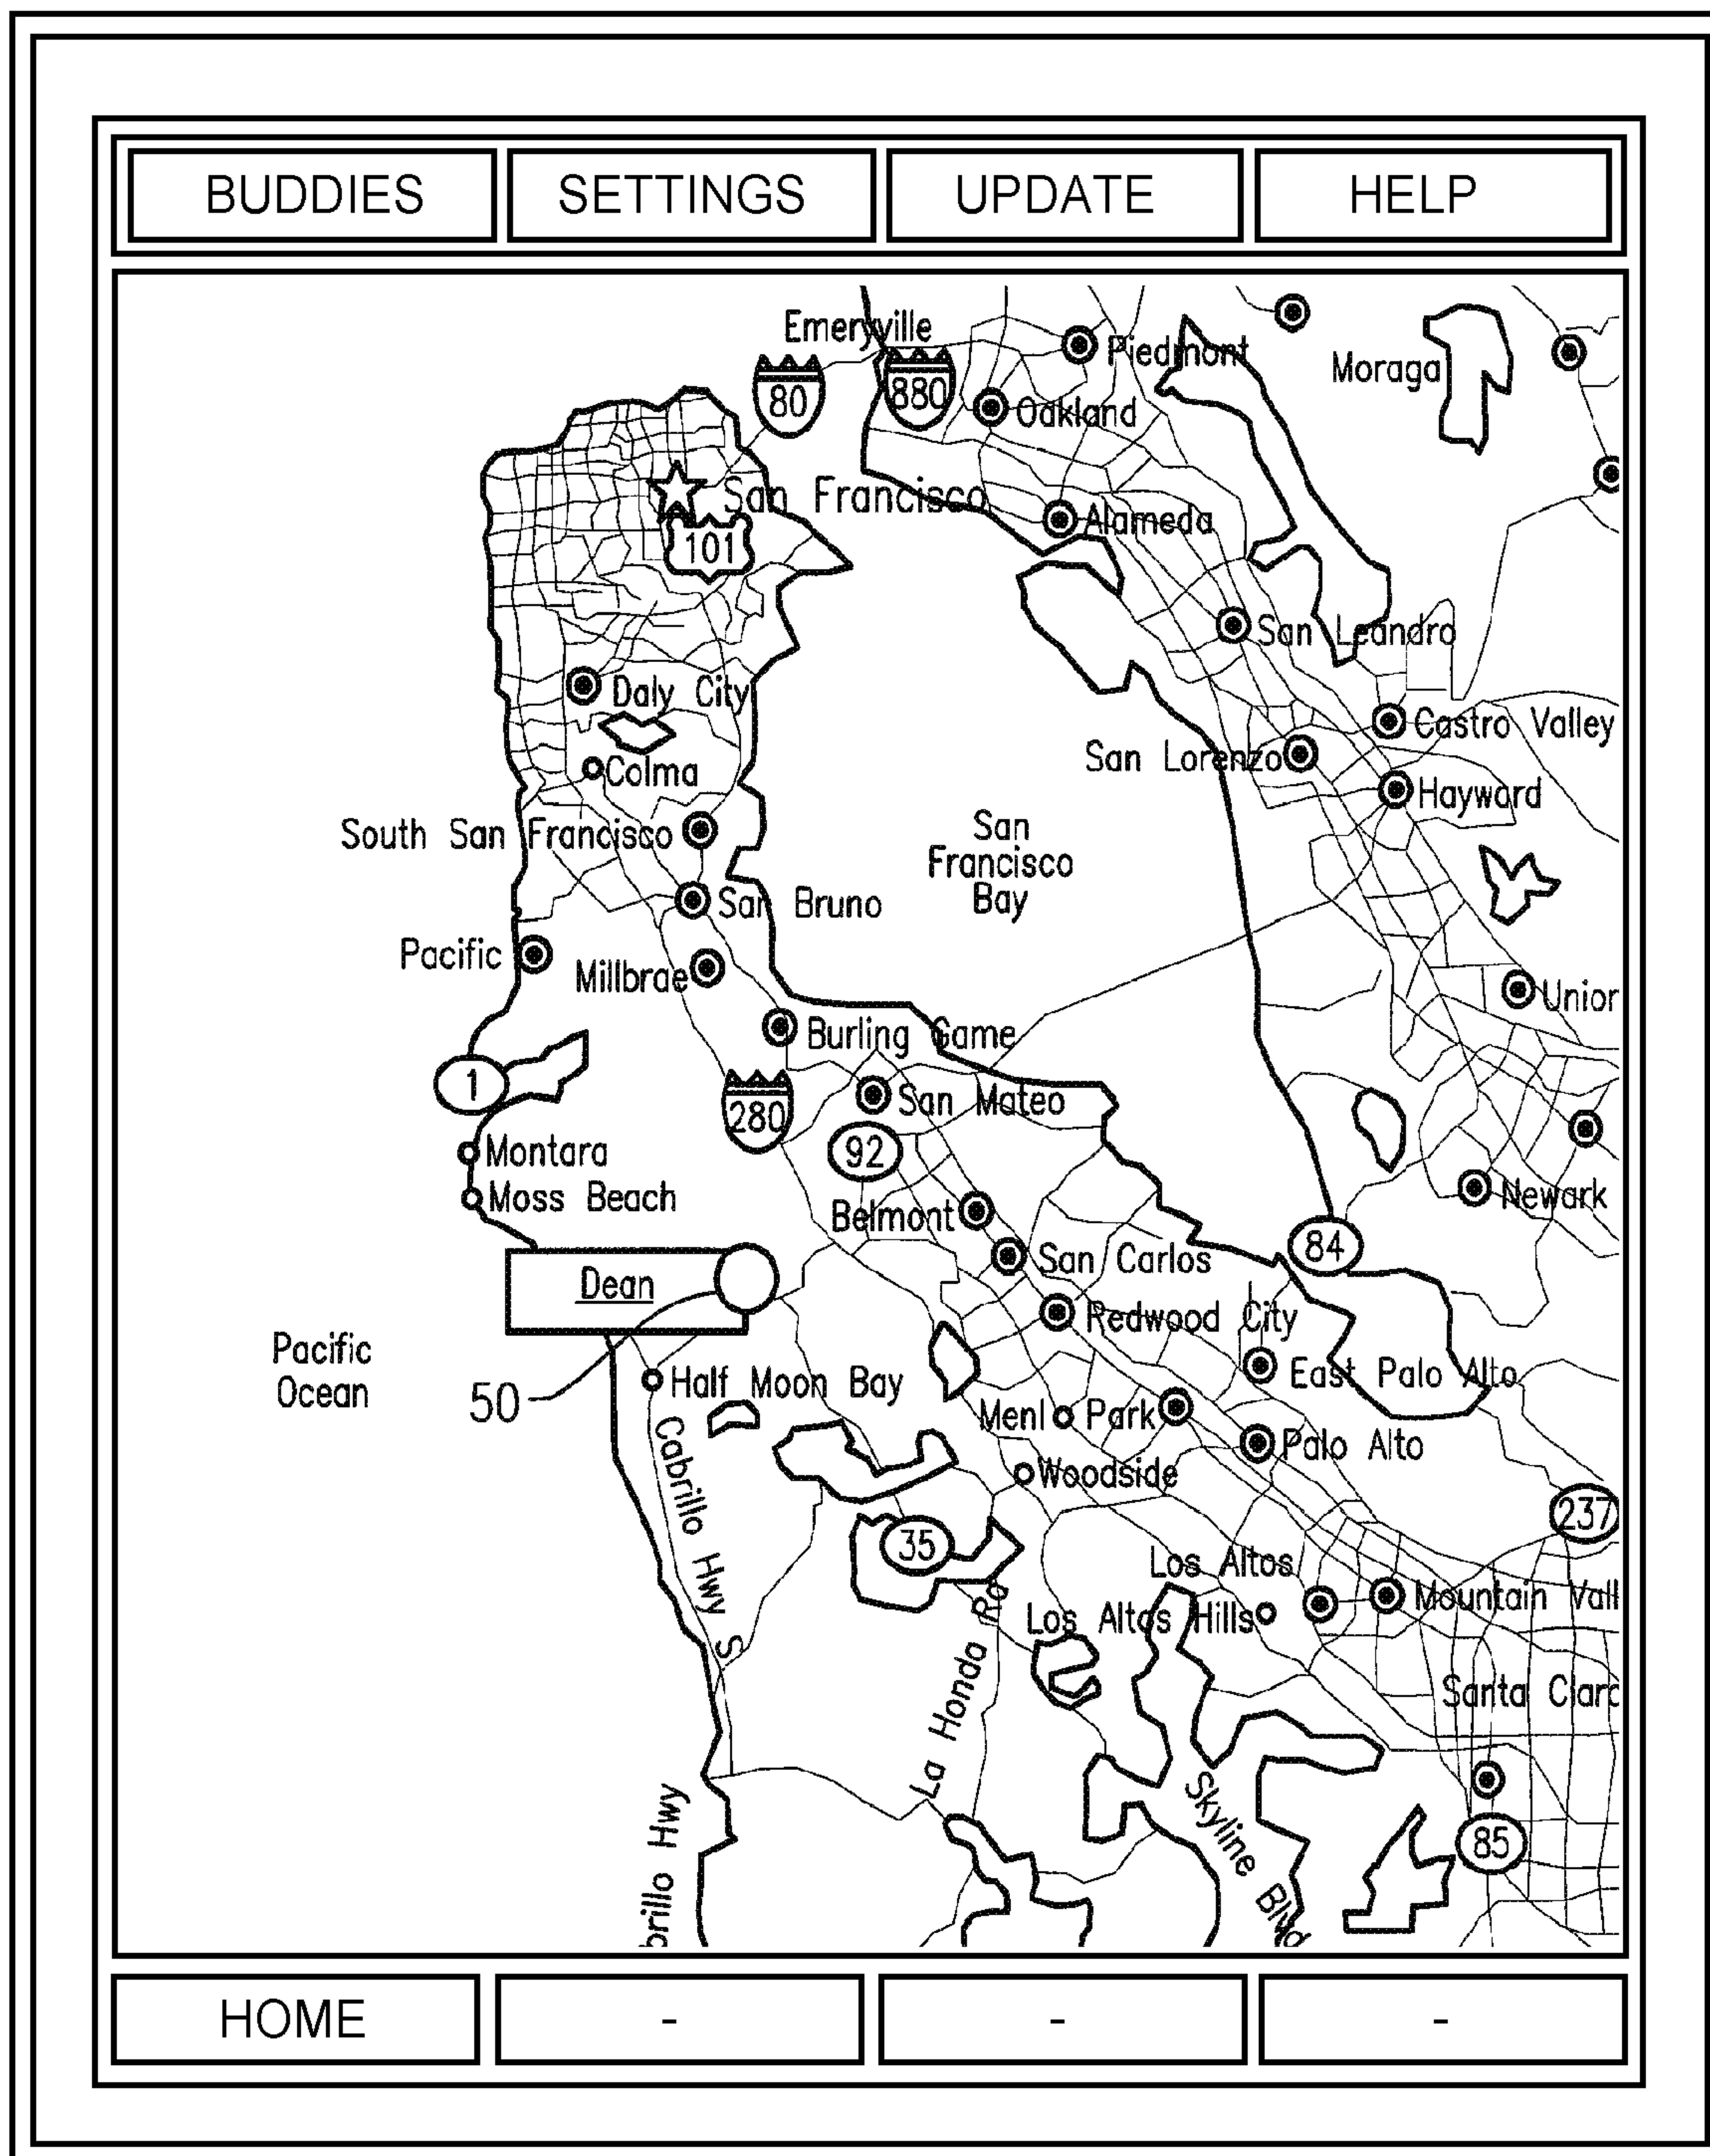 BUDDIES
SETTINGS
UPDATE
HELP
Emeryville
Piedmont
Moraga
80
880
Oakland
San Francisco
Alameda
101
San Leandro
Daly City
Castro Valley
San Lorenzo
Colma
Hayward
South San Francisco
San
Francisco
Bay
San Bruno
Pacific
Millbrae
Union
Burling Game
1
280
San Mateo
92
Montara
Moss Beach
Newark
Belmont
San Carlos
84
Dean
Redwood City
Pacific
Ocean
50
Half Moon Bay
East Palo Alto
Menl Park
Palo Alto
Woodside
Cabrillo Hwy S
237
35
Los Altos
Mountain Vall
Los Altos Hills
La Honda Rd
Santa Clarc
Skyline Blvd
85
brillo Hwy
HOME
-
-
-